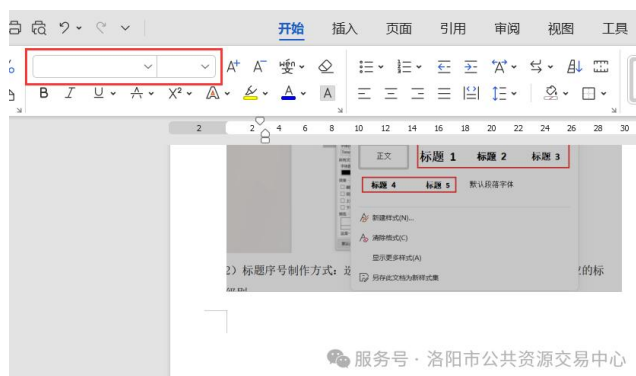 开始 插入 页面 引用 审阅 视图 工具
A+ A- wén
B I U A X² A A A
2 2 4 6 8 10 12 14 16 18 20 22 24 26 28 30
正文 标题 1 标题 2 标题 3
标题 4 标题 5 默认段落字体
新建样式(N)...
清除格式(C)
显示更多样式(A)
2）标题序号制作方式：选 的标
另存此文档为新样式集
服务号 · 洛阳市公共资源交易中心